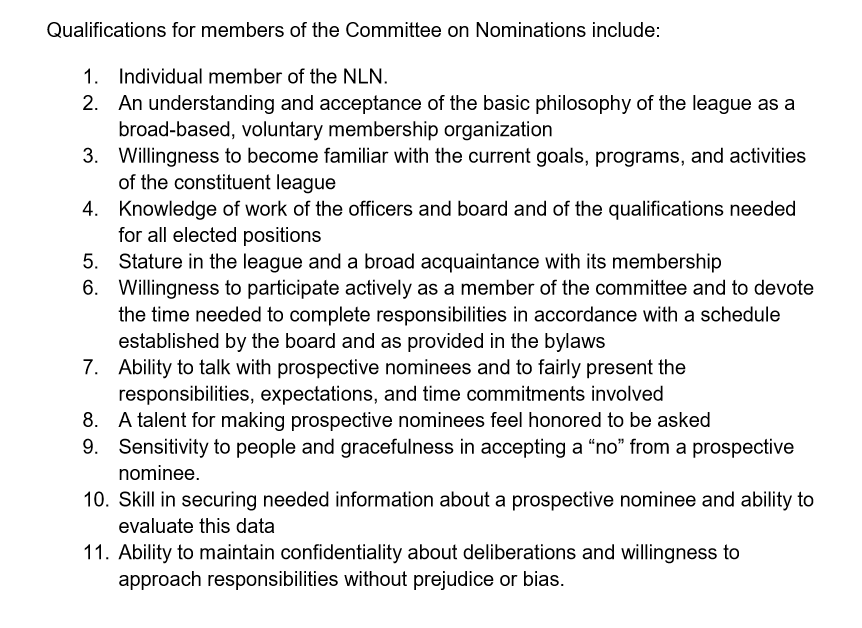 Qualifications for members of the Committee on Nominations include:
1. Individual member of the NLN.
2. An understanding and acceptance of the basic philosophy of the league as a
broad-based, voluntary membership organization
3. Willingness to become familiar with the current goals, programs, and activities
of the constituent league
4. Knowledge of work of the officers and board and of the qualifications needed
for all elected positions
5. Stature in the league and a broad acquaintance with its membership
6. Willingness to participate actively as a member of the committee and to devote
the time needed to complete responsibilities in accordance with a schedule
established by the board and as provided in the bylaws
7. Ability to talk with prospective nominees and to fairly present the
responsibilities, expectations, and time commitments involved
8. A talent for making prospective nominees feel honored to be asked
9. Sensitivity to people and gracefulness in accepting a “no” from a prospective
nominee.
10. Skill in securing needed information about a prospective nominee and ability to
evaluate this data
11. Ability to maintain confidentiality about deliberations and willingness to
approach responsibilities without prejudice or bias.